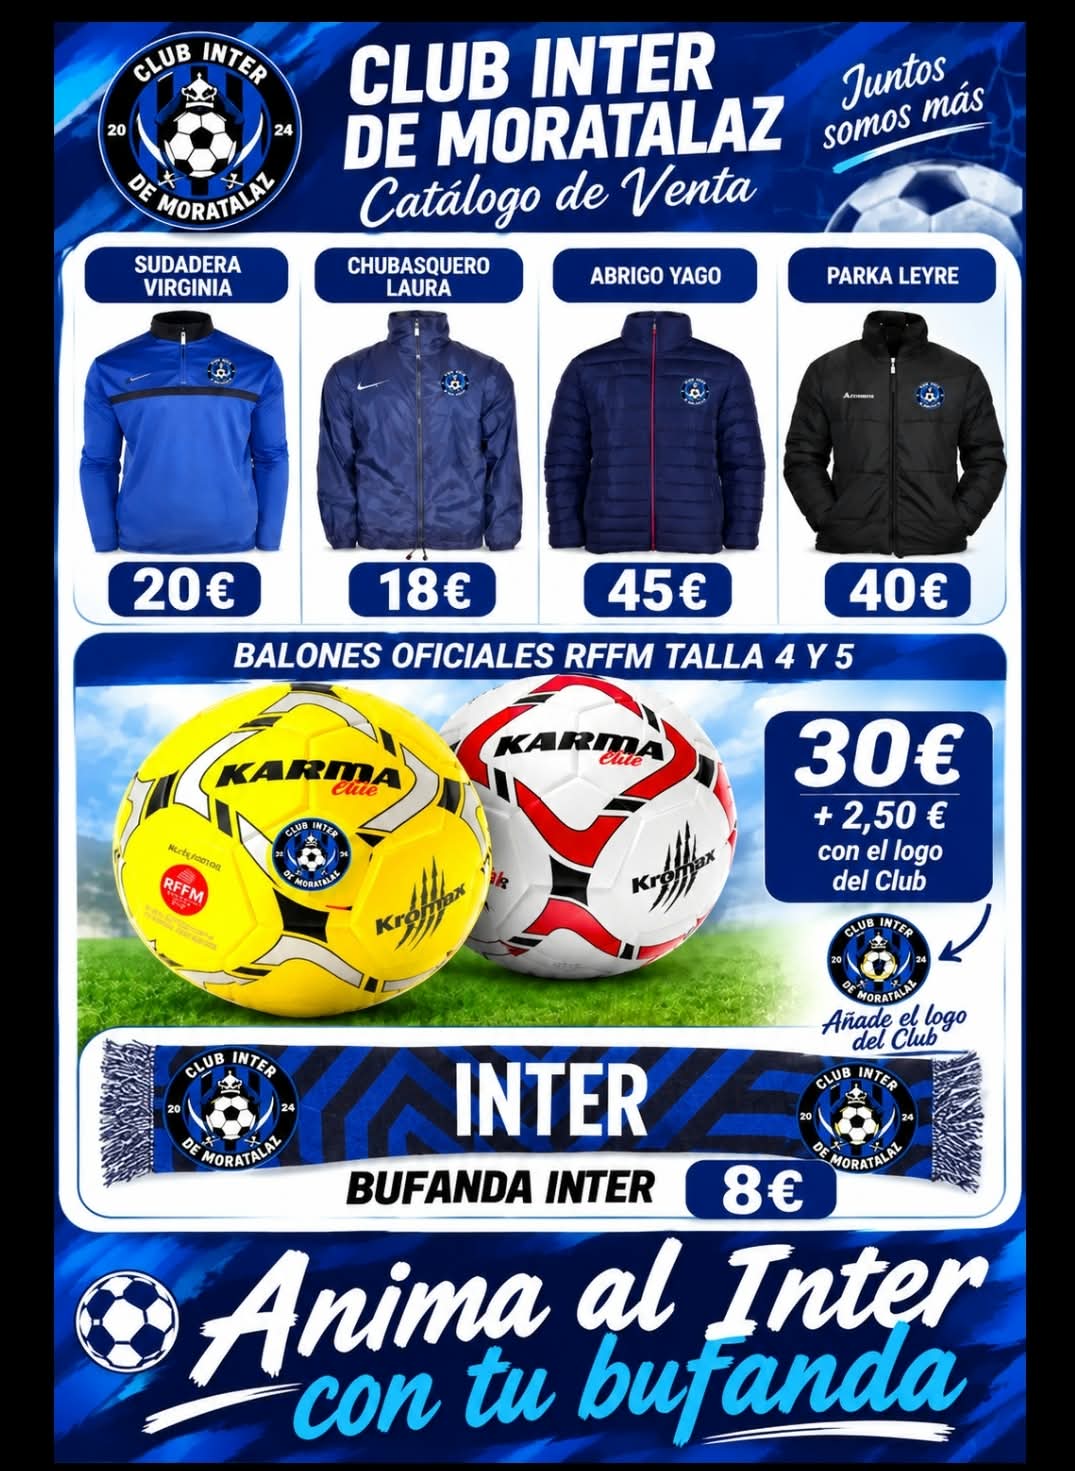 CLUB INTER
20 24
DE MORATALAZ
CLUB INTER
DE MORATALAZ
Catálogo de Venta
Juntos
somos más
SUDADERA
VIRGINIA
CHUBASQUERO
LAURA
ABRIGO YAGO
PARKA LEYRE
20€
18€
45€
40€
BALONES OFICIALES RFFM TALLA 4 Y 5
KARMA
Elite
CLUB INTER
DE MORATALAZ
RFFM
Kromax
KARMA
Elite
Kromax
30€
+ 2,50 €
con el logo
del Club
CLUB INTER
20 24
DE MORATALAZ
Añade el logo
del Club
CLUB INTER
20 24
DE MORATALAZ
INTER
CLUB INTER
20 24
DE MORATALAZ
BUFANDA INTER
8€
Anima al Inter
con tu bufanda